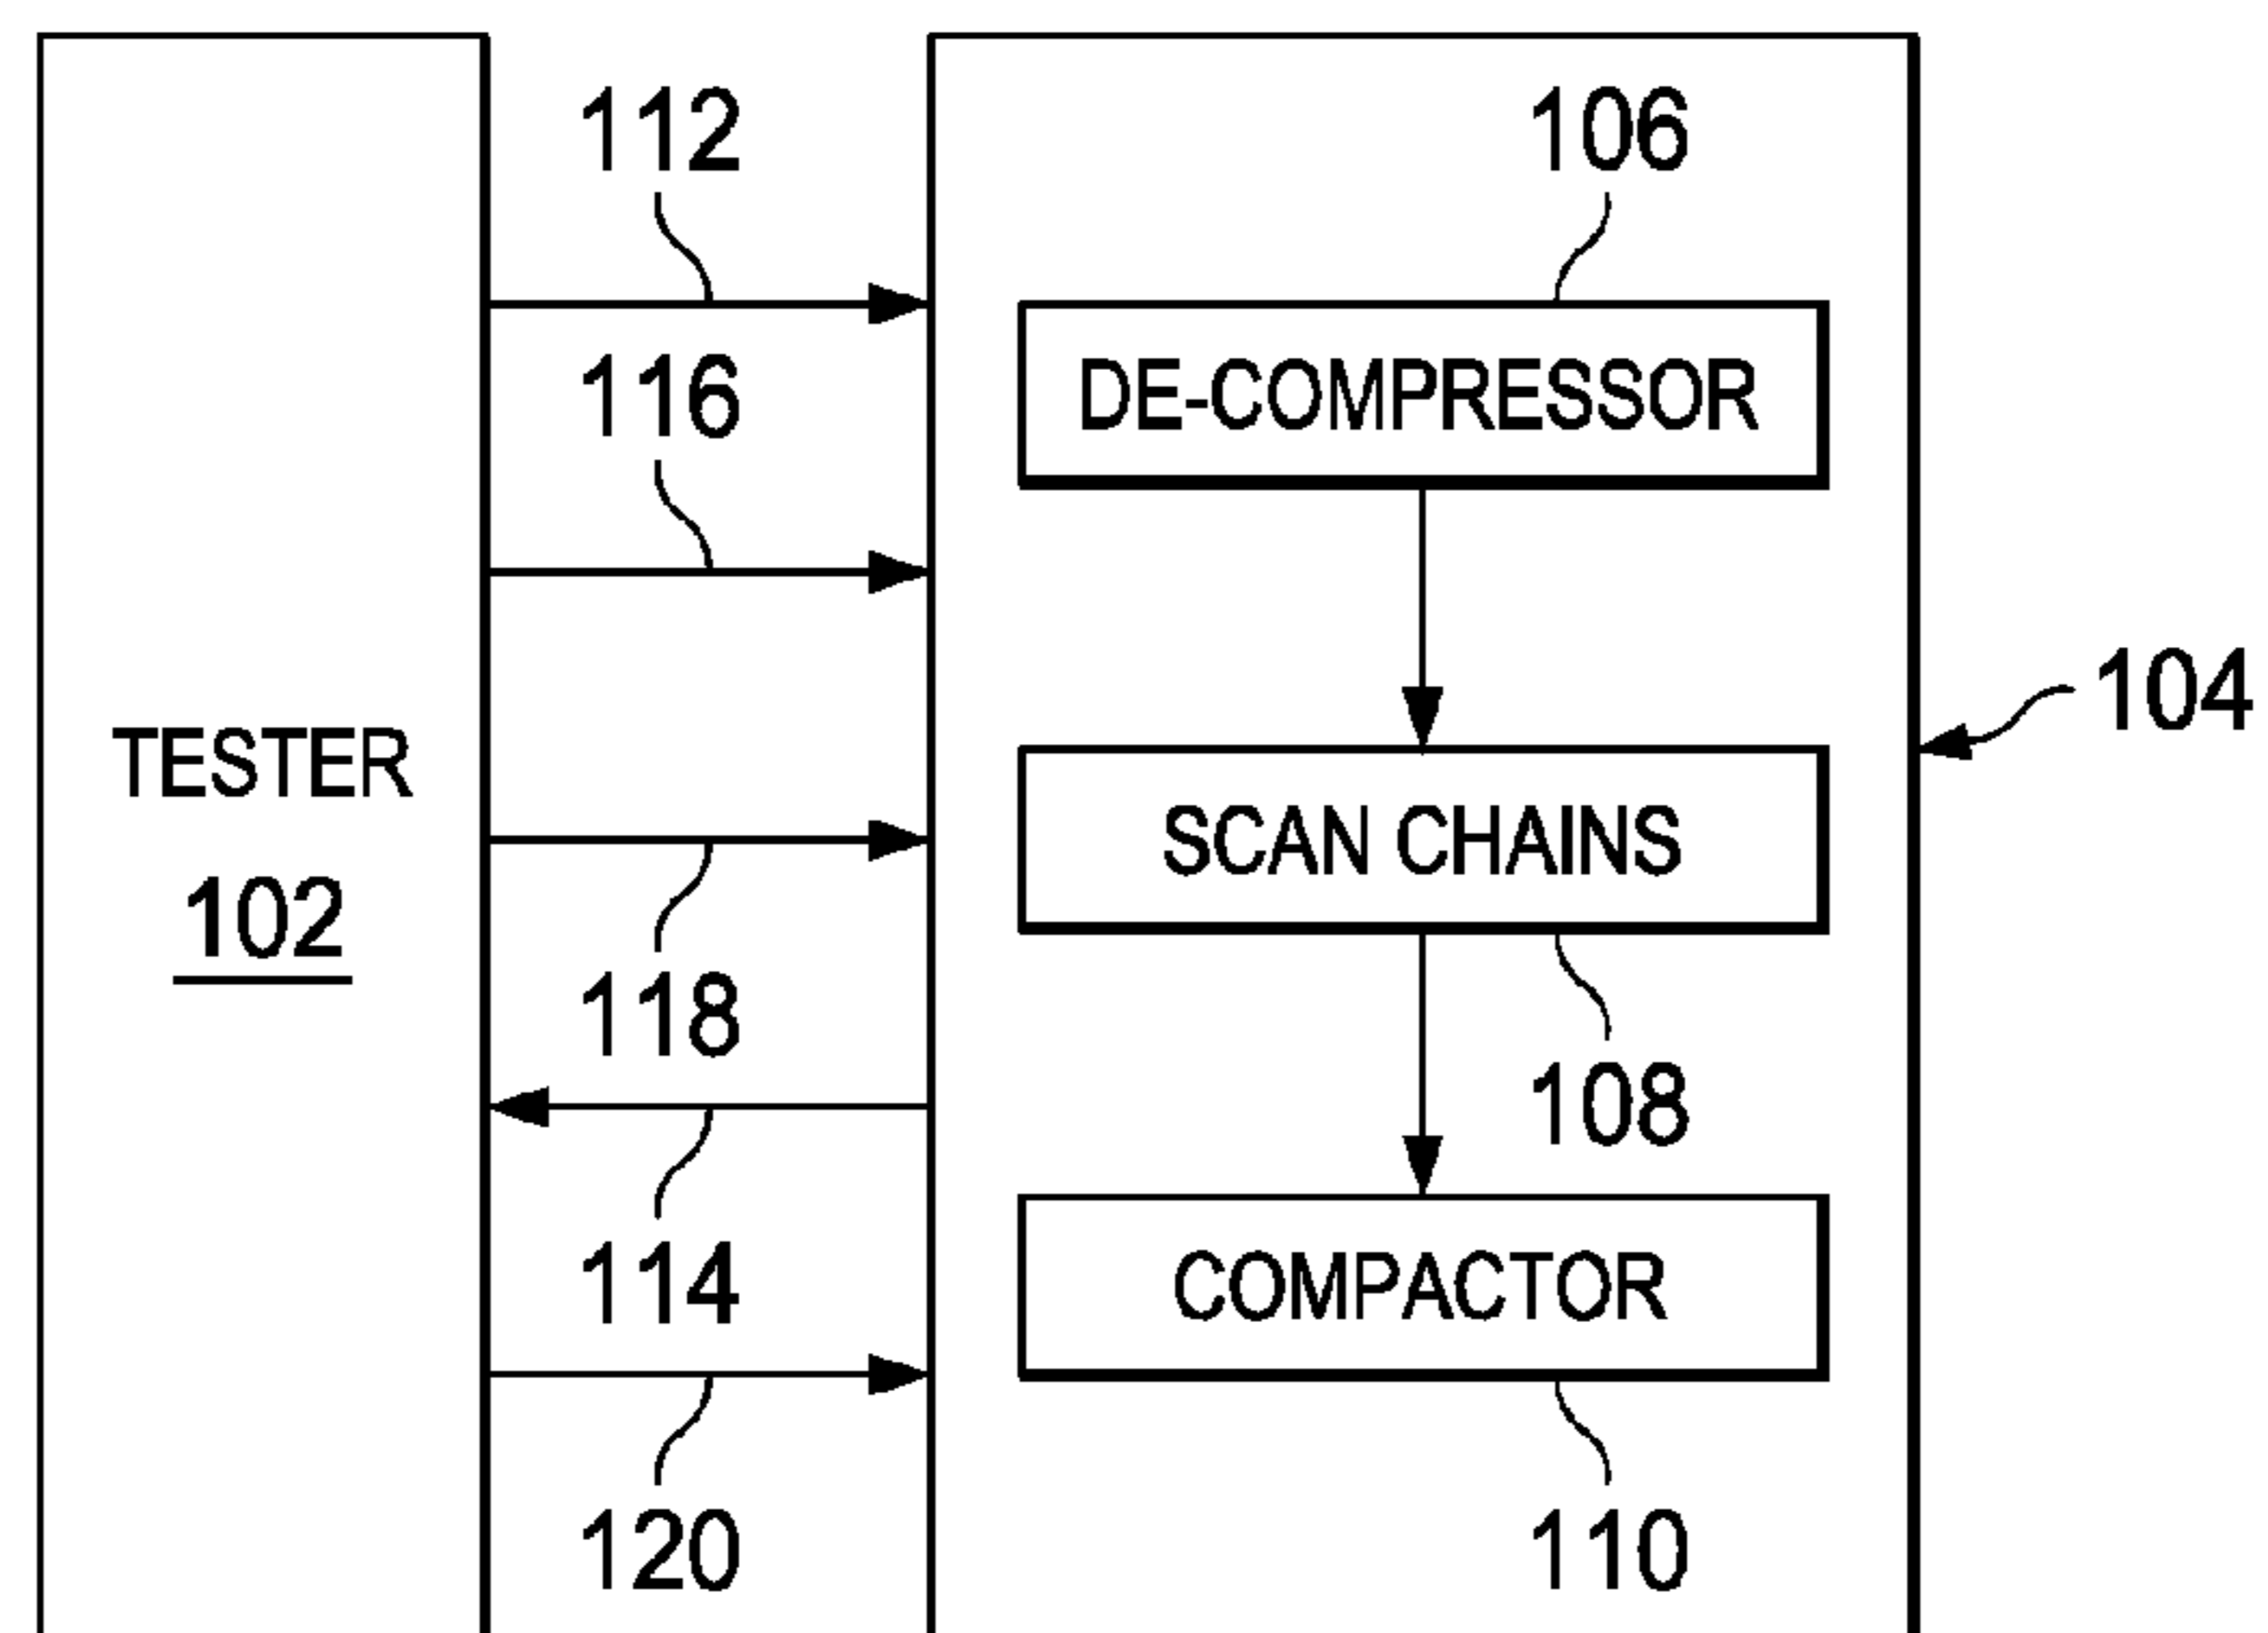 112
106
116
DE-COMPRESSOR
104
TESTER
102
SCAN CHAINS
118
108
114
COMPACTOR
120
110